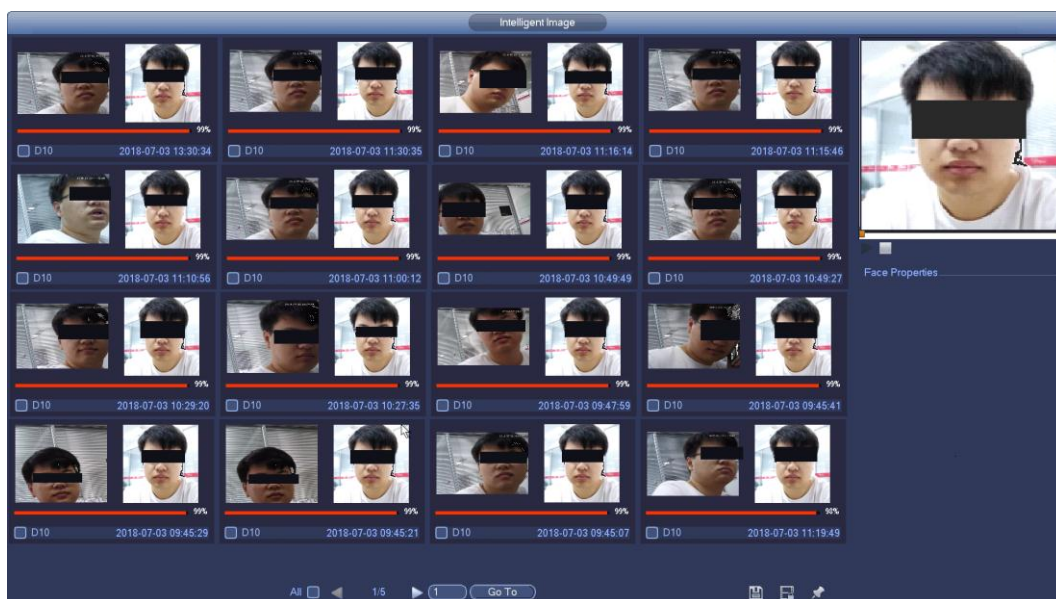 Intelligent Image
99% 99% 99% 99%
D10 2018-07-03 13:30:34 D10 2018-07-03 11:30:35 D10 2018-07-03 11:16:14 D10 2018-07-03 11:15:46
99% 99% 99% 99%
D10 2018-07-03 11:10:56 D10 2018-07-03 11:00:12 D10 2018-07-03 10:49:49 D10 2018-07-03 10:49:27
Face Properties
99% 99% 99% 99%
D10 2018-07-03 10:29:20 D10 2018-07-03 10:27:35 D10 2018-07-03 09:47:59 D10 2018-07-03 09:45:41
99% 99% 99% 98%
D10 2018-07-03 09:45:29 D10 2018-07-03 09:45:21 D10 2018-07-03 09:45:07 D10 2018-07-03 11:19:49
All 1/5 1 Go To